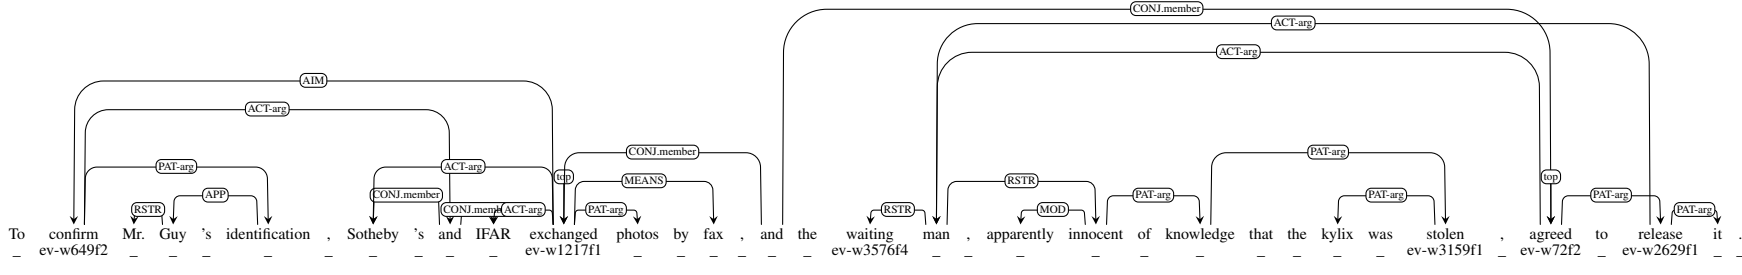 CONJ.member
ACT-arg
ACT-arg
AIM
ACT-arg
CONJ.member
PAT-arg
PAT-arg ACT-arg
top MEANS RSTR top
APP CONJ.member PAT-arg PAT-arg
RSTR ACT-arg PAT-arg RSTR MOD PAT-arg
To confirm Mr. Guy 's identification , Sotheby 's and IFAR exchanged photos by fax , and the waiting man , apparently innocent of knowledge that the kylix was stolen , agreed to release it .
_ ev-w649f2 _ _ _ _ _ _ _ _ _ ev-w1217f1 _ _ _ _ _ _ ev-w3576f4 _ _ _ _ _ _ _ _ _ _ ev-w3159f1 _ ev-w72f2 _ ev-w2629f1 _ _